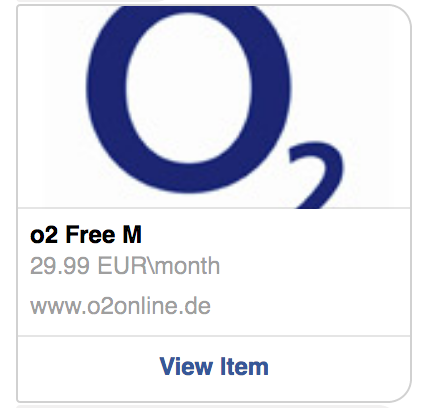 O2
o2 Free M
29.99 EUR\month
www.o2online.de
View Item